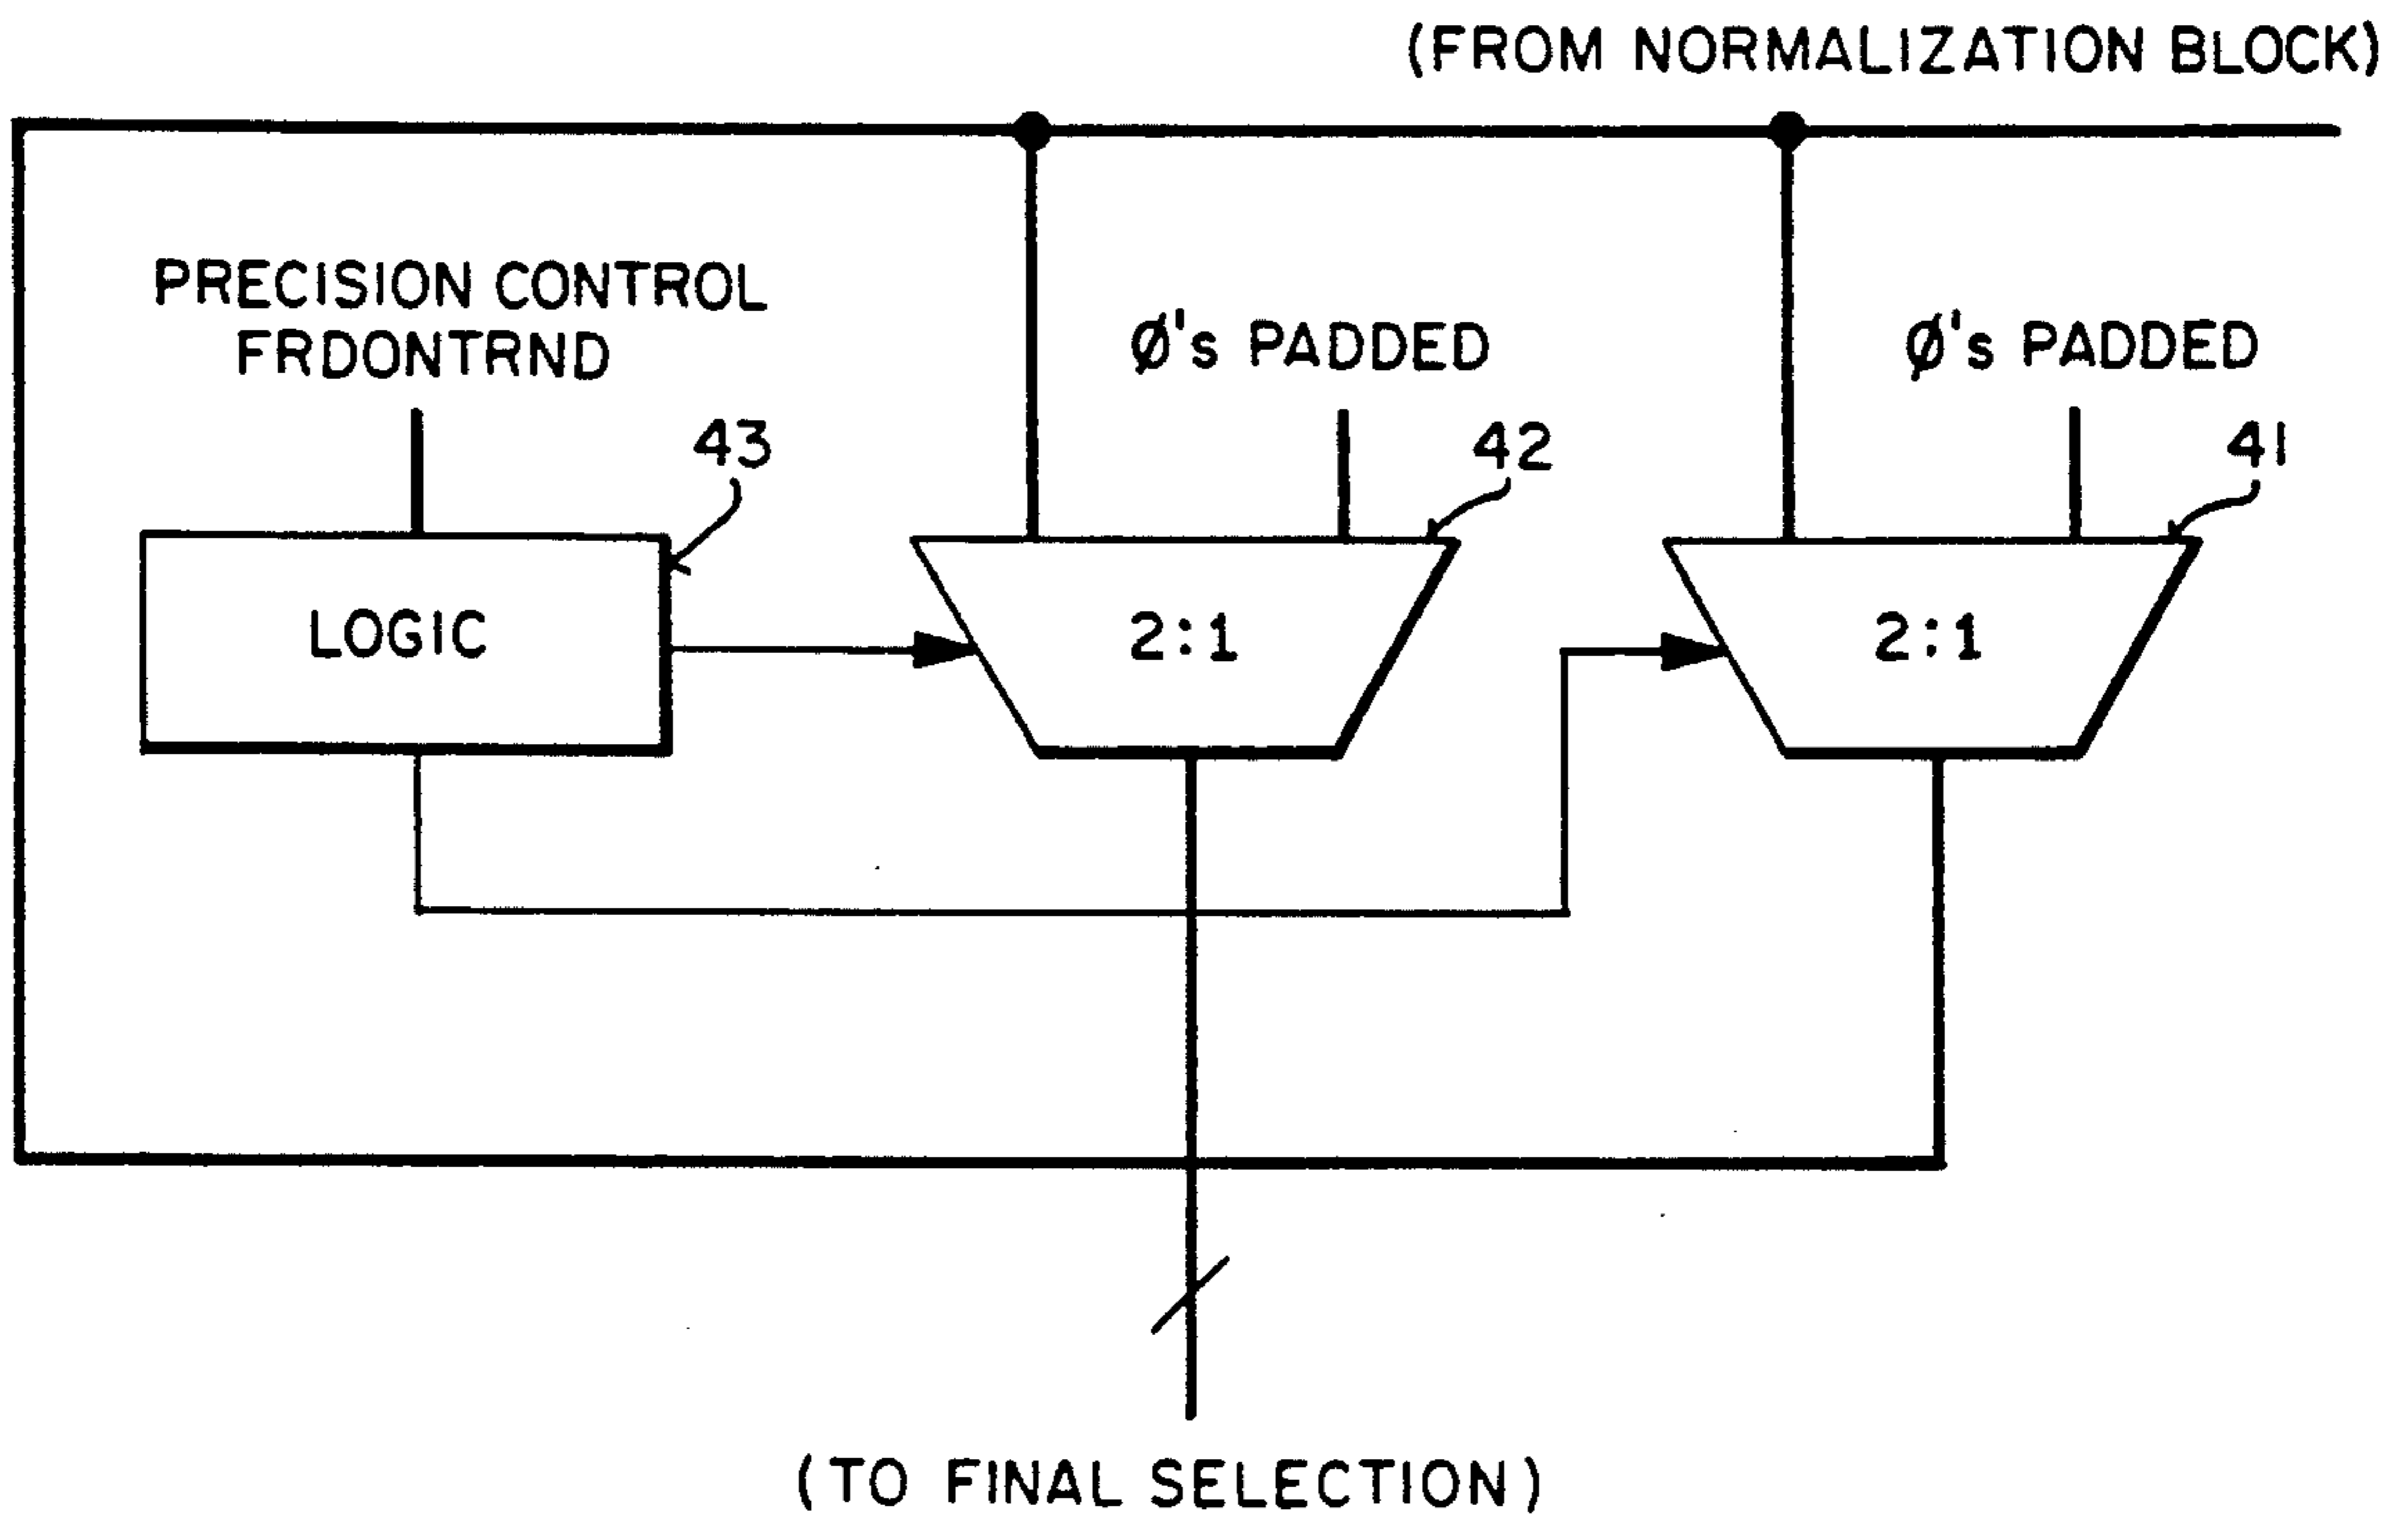 (FROM NORMALIZATION BLOCK)
PRECISION CONTROL
FRDONTRND
Ø's PADDED
Ø's PADDED
43
42
41
LOGIC
2:1
2:1
(TO FINAL SELECTION)